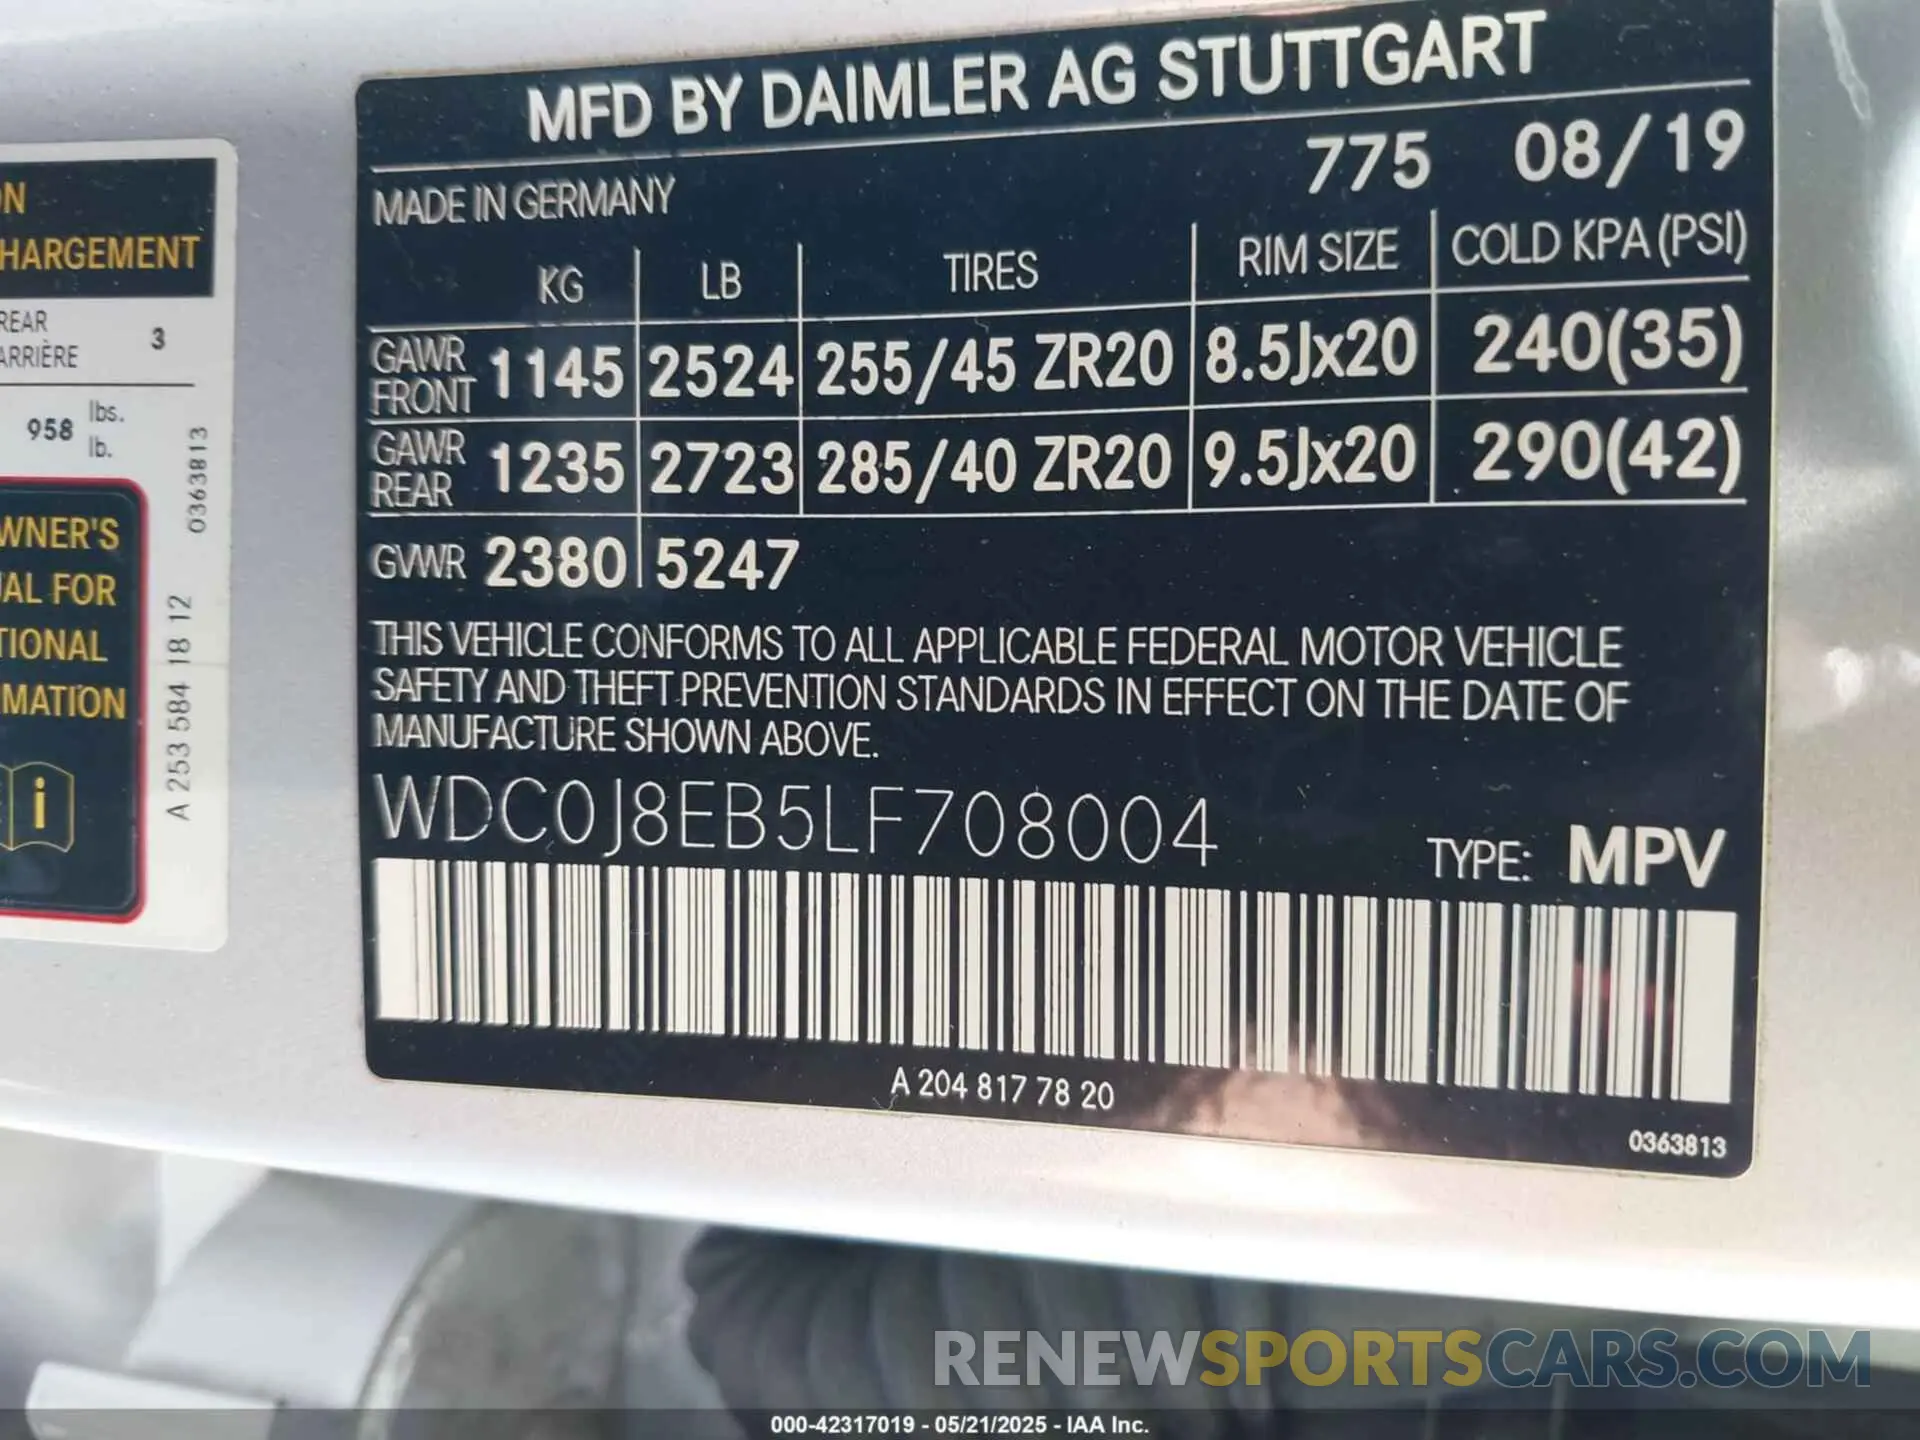 MFD BY DAIMLER AG STUTTGART
MADE IN GERMANY 775 08/19
KG LB TIRES RIM SIZE COLD KPA (PSI)
GAWR FRONT 1145 2524 255/45 ZR20 8.5Jx20 240(35)
GAWR REAR 1235 2723 285/40 ZR20 9.5Jx20 290(42)
GVWR 2380 5247
THIS VEHICLE CONFORMS TO ALL APPLICABLE FEDERAL MOTOR VEHICLE
SAFETY AND THEFT PREVENTION STANDARDS IN EFFECT ON THE DATE OF
MANUFACTURE SHOWN ABOVE.
WDC0J8EB5LF708004
TYPE: MPV
A 204 817 78 20
0363813
ON
HARGEMENT
REAR
ARRIÈRE 3
958 lbs.
lb.
WNER'S
UAL FOR
TIONAL
MATION
i
A 253 584 18 12 0363813
RENEWSPORTSCARS.COM
000-42317019 - 05/21/2025 - IAA Inc.